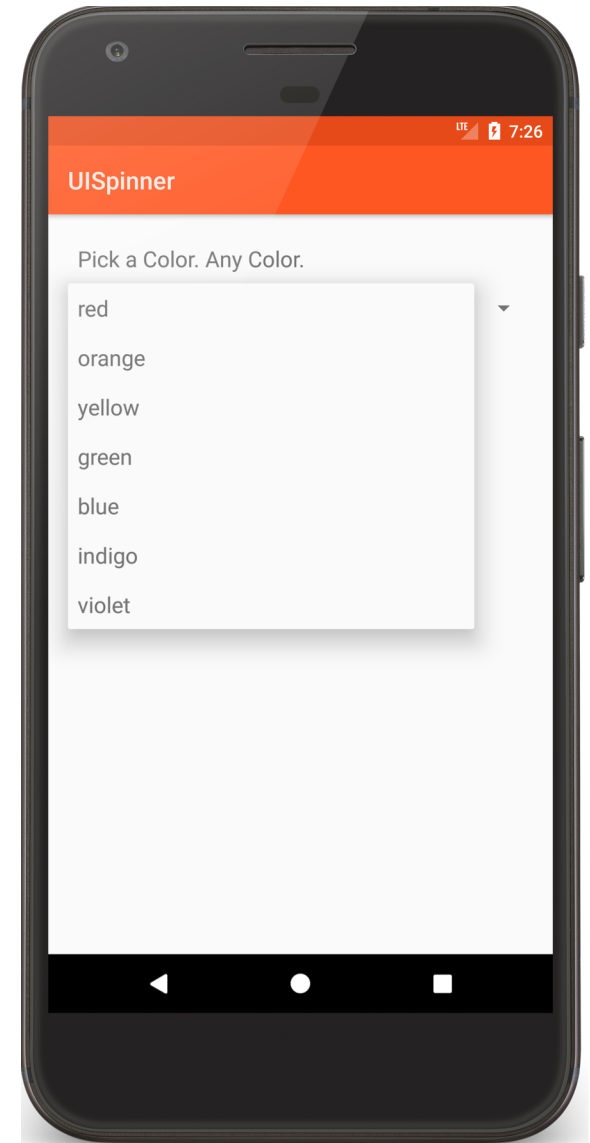 LTE 7:26
UISpinner
Pick a Color. Any Color.
red
orange
yellow
green
blue
indigo
violet